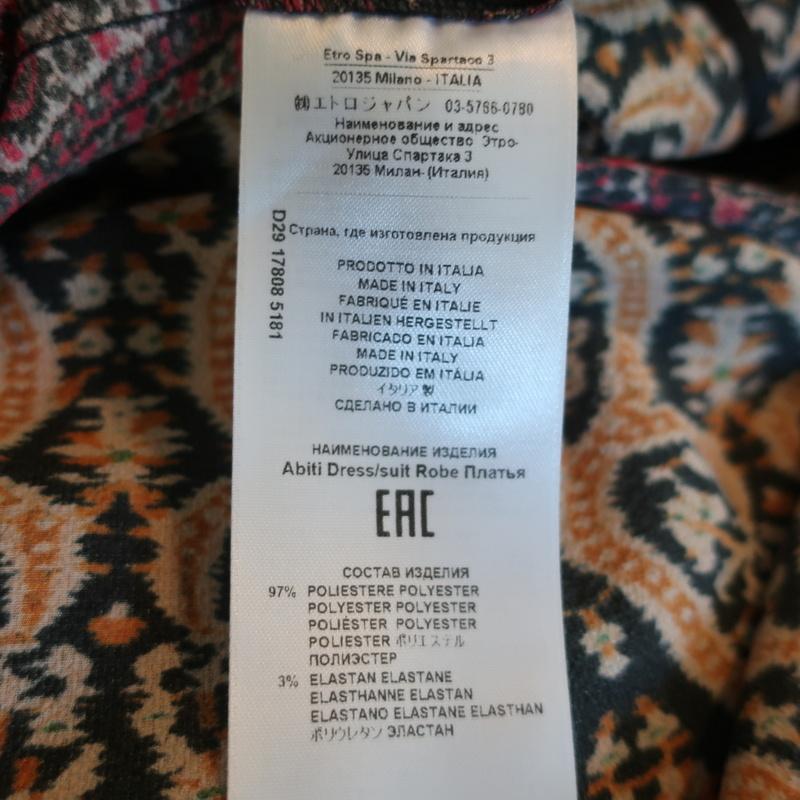 Etro Spa - Via Spartaco 3
20135 Milano - ITALIA
㈱エトロジャパン 03-5766-0780
Наименование и адрес
Акционерное общество Этро-
Улица Спартака 3
20135 Милан- (Италия)
D29 17808 5181
Страна, где изготовлена продукция
PRODOTTO IN ITALIA
MADE IN ITALY
FABRIQUÉ EN ITALIE
IN ITALIEN HERGESTELLT
FABRICADO EN ITALIA
MADE IN ITALY
PRODUZIDO EM ITÁLIA
イタリア製
СДЕЛАНО В ИТАЛИИ
НАИМЕНОВАНИЕ ИЗДЕЛИЯ
Abiti Dress/suit Robe Платья
EAC
СОСТАВ ИЗДЕЛИЯ
97% POLIESTERE POLYESTER
POLYESTER POLYESTER
POLIÉSTER POLYESTER
POLIESTER ポリエステル
ПОЛИЭСТЕР
3% ELASTAN ELASTANE
ELASTHANNE ELASTAN
ELASTANO ELASTANE ELASTHAN
ポリウレタン ЭЛАСТАН